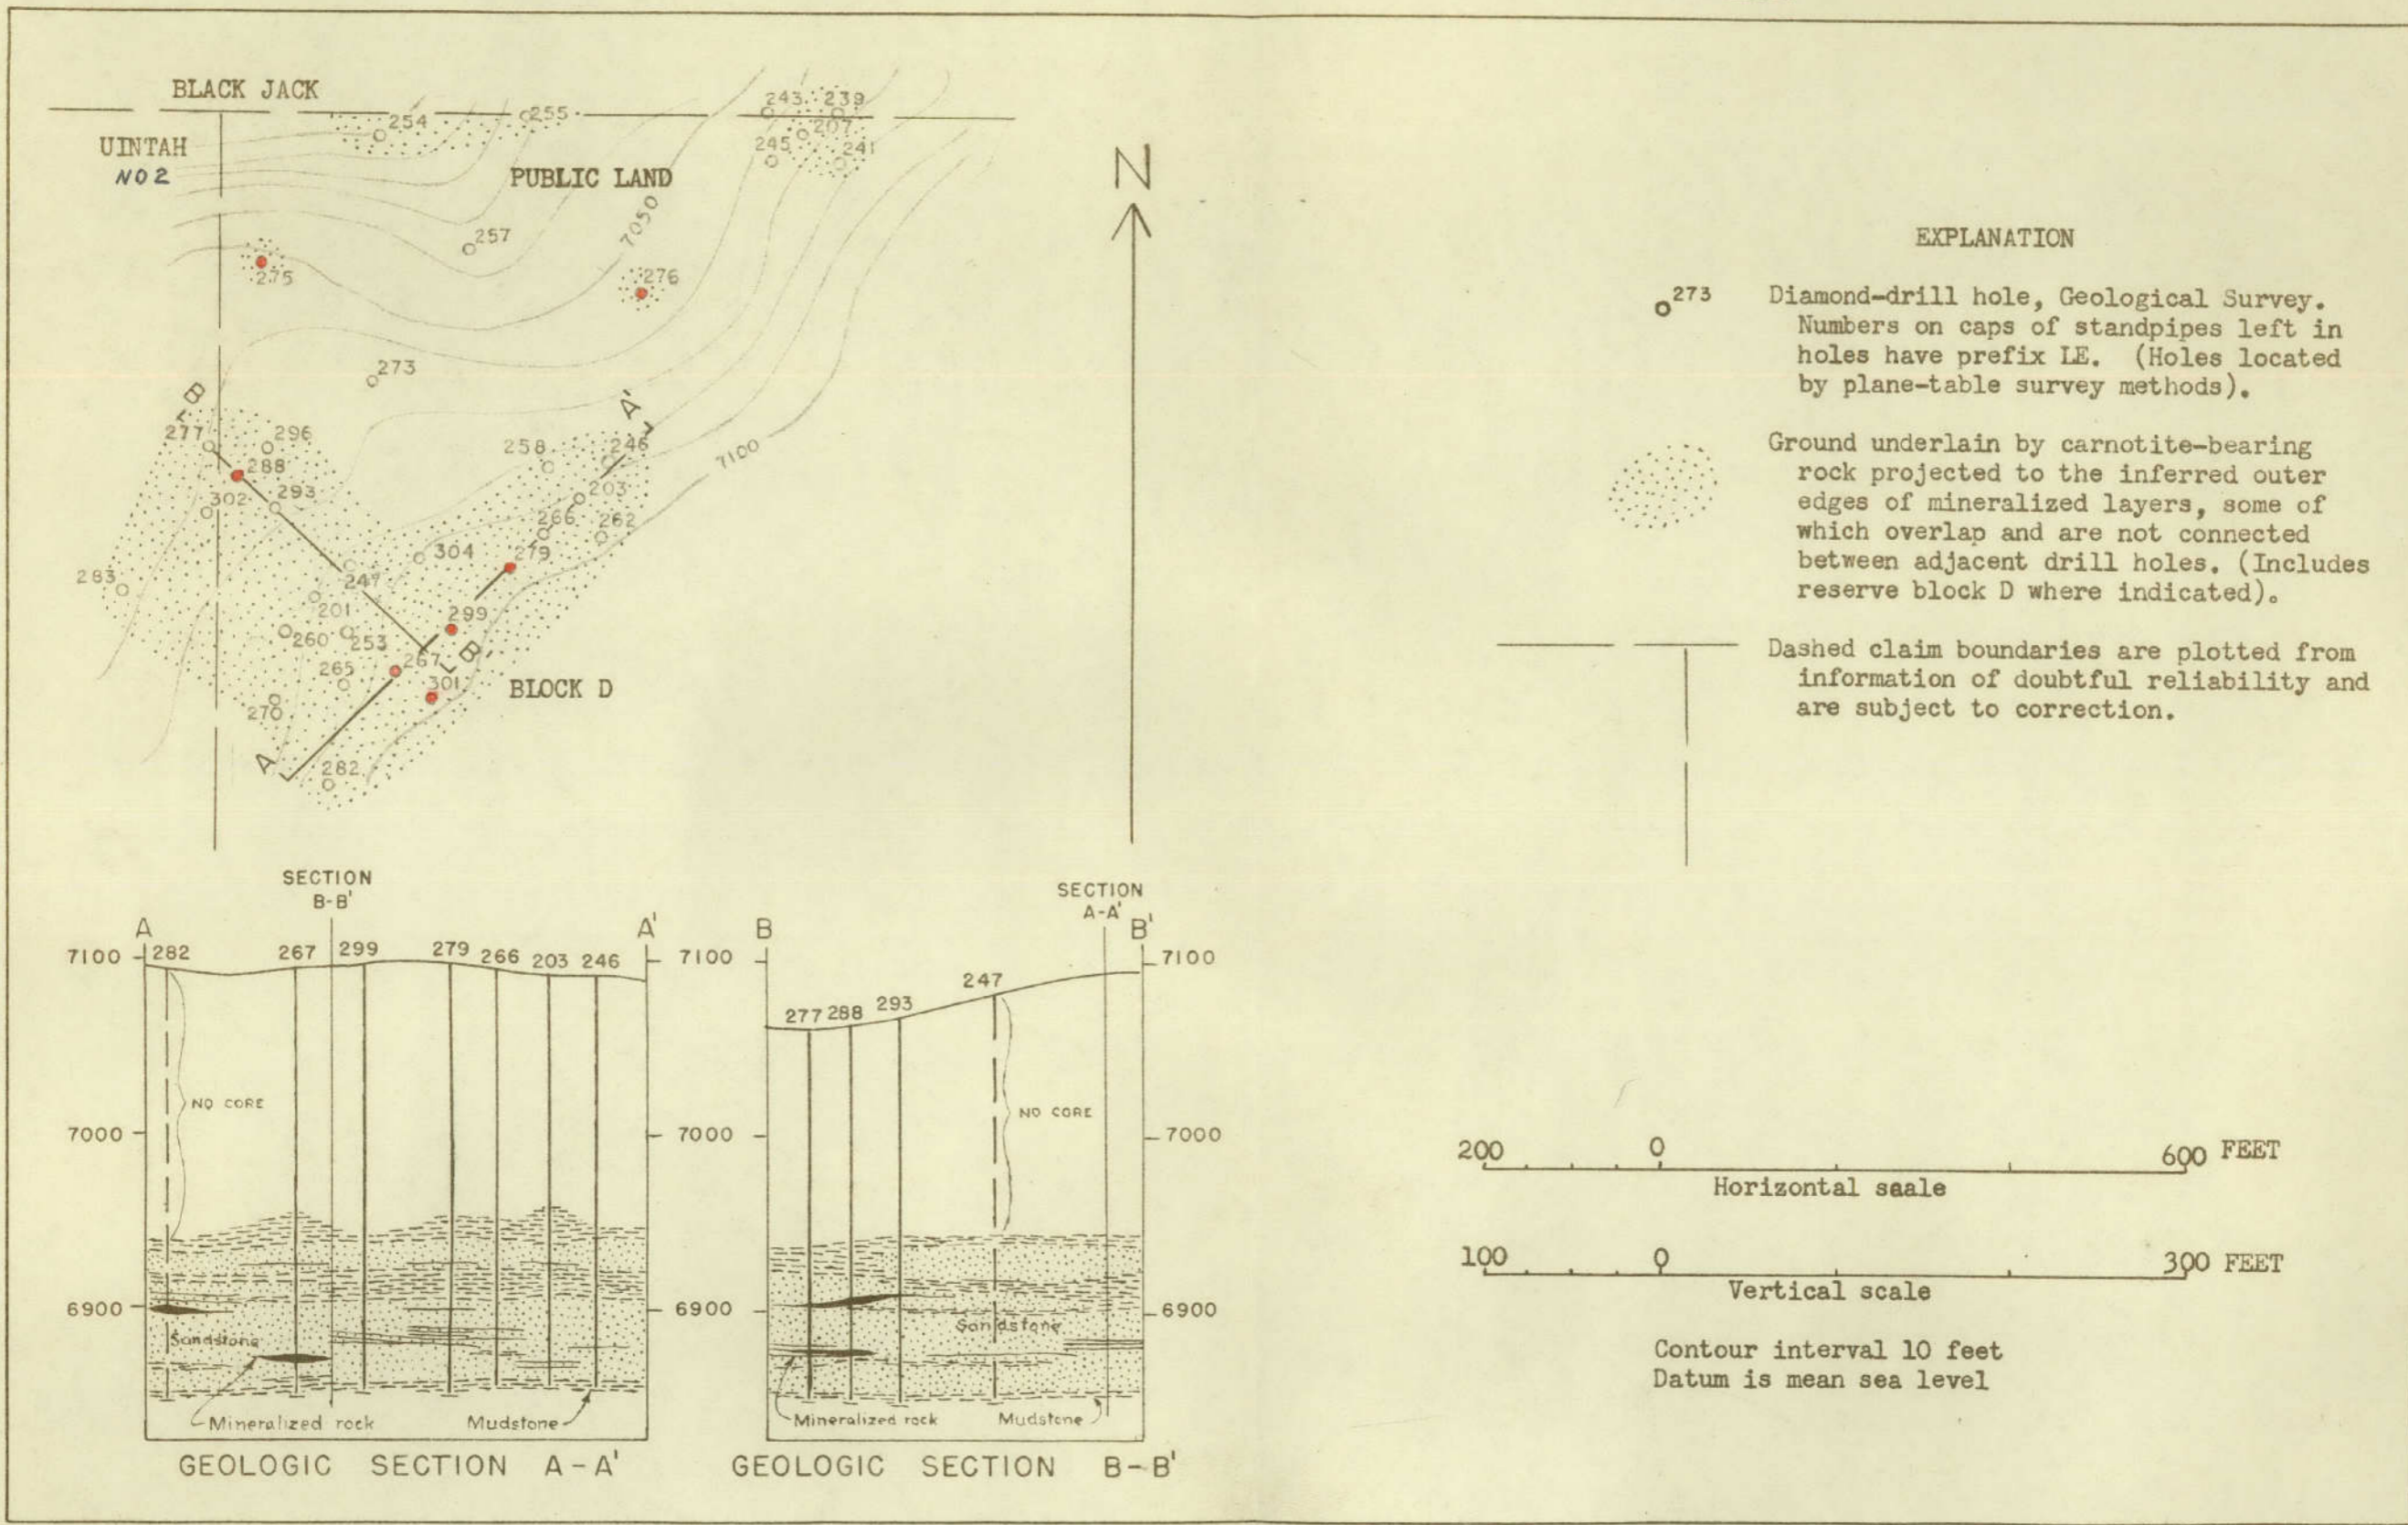 BLACK JACK
UINTAH
NO 2
PUBLIC LAND
254
255
243
239
207
245
241
257
7050
275
276
273
B
A'
277
296
258
246
7100
288
302
293
203
266
262
304
279
283
247
201
299
260
253
267
B'
265
301
BLOCK D
270
A
282
N
EXPLANATION
273
Diamond-drill hole, Geological Survey.
Numbers on caps of standpipes left in
holes have prefix LE. (Holes located
by plane-table survey methods).
Ground underlain by carnotite-bearing
rock projected to the inferred outer
edges of mineralized layers, some of
which overlap and are not connected
between adjacent drill holes. (Includes
reserve block D where indicated).
Dashed claim boundaries are plotted from
information of doubtful reliability and
are subject to correction.
SECTION
B-B'
A
A'
7100
282
267
299
279
266
203
246
7100
NO CORE
7000
7000
6900
6900
Sandstone
Mineralized rock
Mudstone
GEOLOGIC SECTION A-A'
SECTION
A-A'
B
B'
7100
247
277
288
293
NO CORE
7000
6900
Sandstone
Mineralized rock
Mudstone
GEOLOGIC SECTION B-B'
200 0 600 FEET
Horizontal saale
100 0 300 FEET
Vertical scale
Contour interval 10 feet
Datum is mean sea level